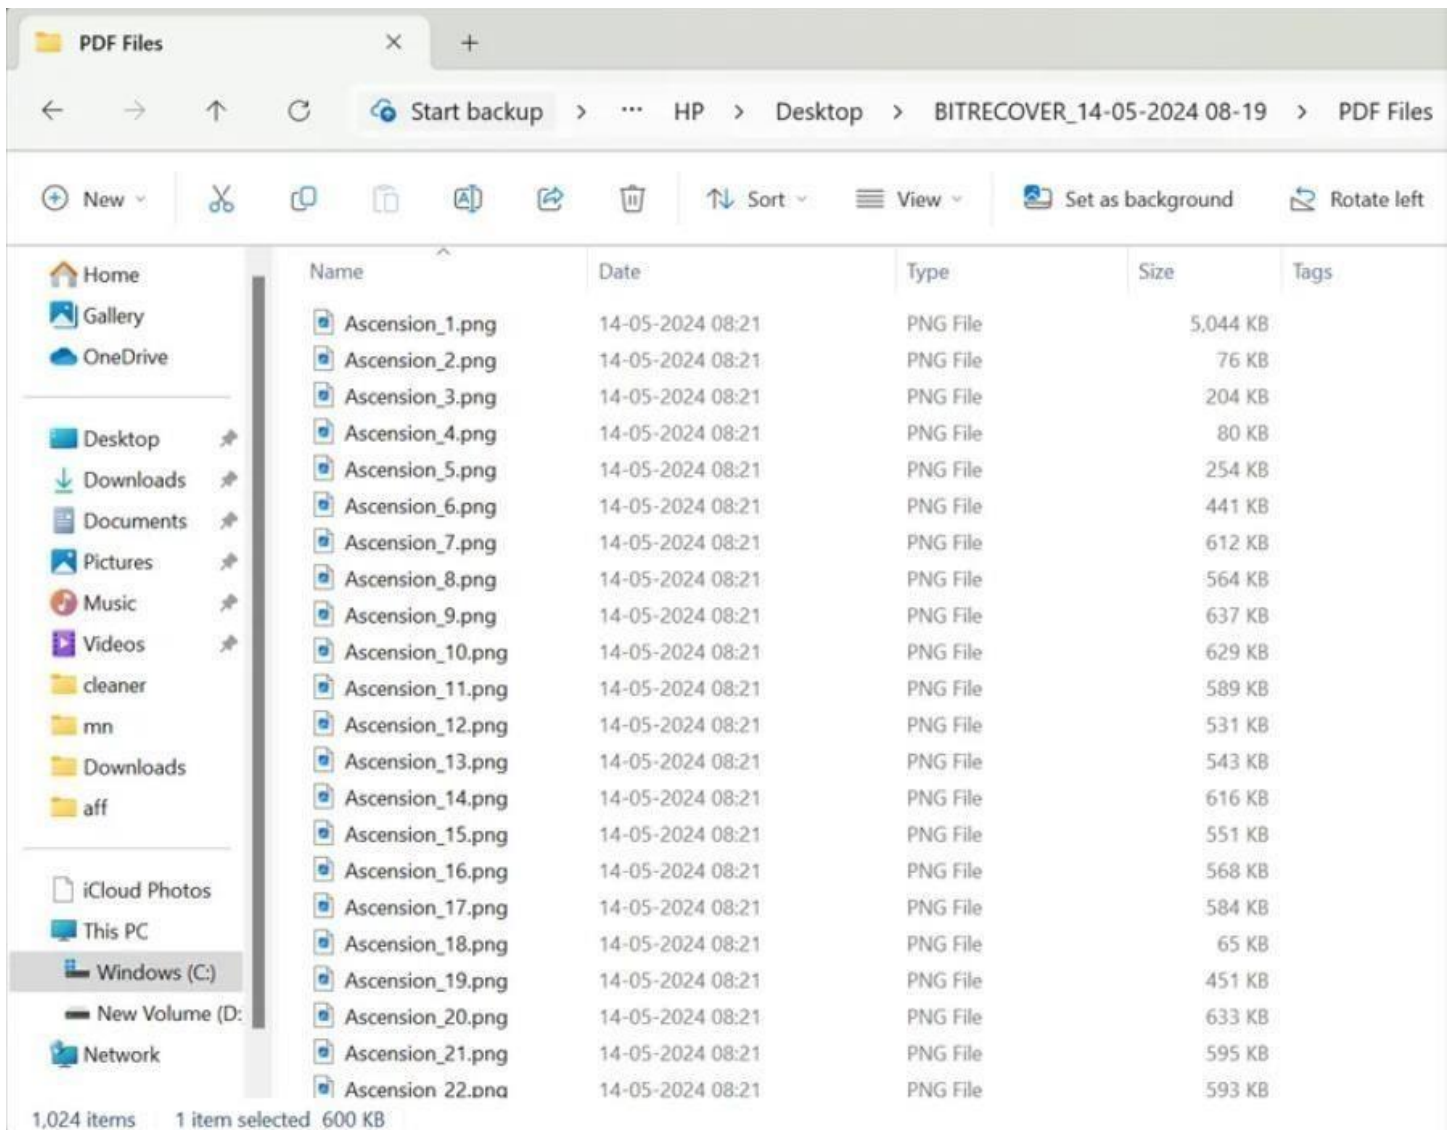 PDF Files
Start backup > ... HP > Desktop > BITRECOVER_14-05-2024 08-19 > PDF Files
New Sort View Set as background Rotate left
Home
Gallery
OneDrive
Desktop
Downloads
Documents
Pictures
Music
Videos
cleaner
mn
Downloads
aff
iCloud Photos
This PC
Windows (C:)
New Volume (D:
Network
Name Date Type Size Tags
Ascension_1.png 14-05-2024 08:21 PNG File 5,044 KB
Ascension_2.png 14-05-2024 08:21 PNG File 76 KB
Ascension_3.png 14-05-2024 08:21 PNG File 204 KB
Ascension_4.png 14-05-2024 08:21 PNG File 80 KB
Ascension_5.png 14-05-2024 08:21 PNG File 254 KB
Ascension_6.png 14-05-2024 08:21 PNG File 441 KB
Ascension_7.png 14-05-2024 08:21 PNG File 612 KB
Ascension_8.png 14-05-2024 08:21 PNG File 564 KB
Ascension_9.png 14-05-2024 08:21 PNG File 637 KB
Ascension_10.png 14-05-2024 08:21 PNG File 629 KB
Ascension_11.png 14-05-2024 08:21 PNG File 589 KB
Ascension_12.png 14-05-2024 08:21 PNG File 531 KB
Ascension_13.png 14-05-2024 08:21 PNG File 543 KB
Ascension_14.png 14-05-2024 08:21 PNG File 616 KB
Ascension_15.png 14-05-2024 08:21 PNG File 551 KB
Ascension_16.png 14-05-2024 08:21 PNG File 568 KB
Ascension_17.png 14-05-2024 08:21 PNG File 584 KB
Ascension_18.png 14-05-2024 08:21 PNG File 65 KB
Ascension_19.png 14-05-2024 08:21 PNG File 451 KB
Ascension_20.png 14-05-2024 08:21 PNG File 633 KB
Ascension_21.png 14-05-2024 08:21 PNG File 595 KB
Ascension_22.png 14-05-2024 08:21 PNG File 593 KB
1,024 items 1 item selected 600 KB